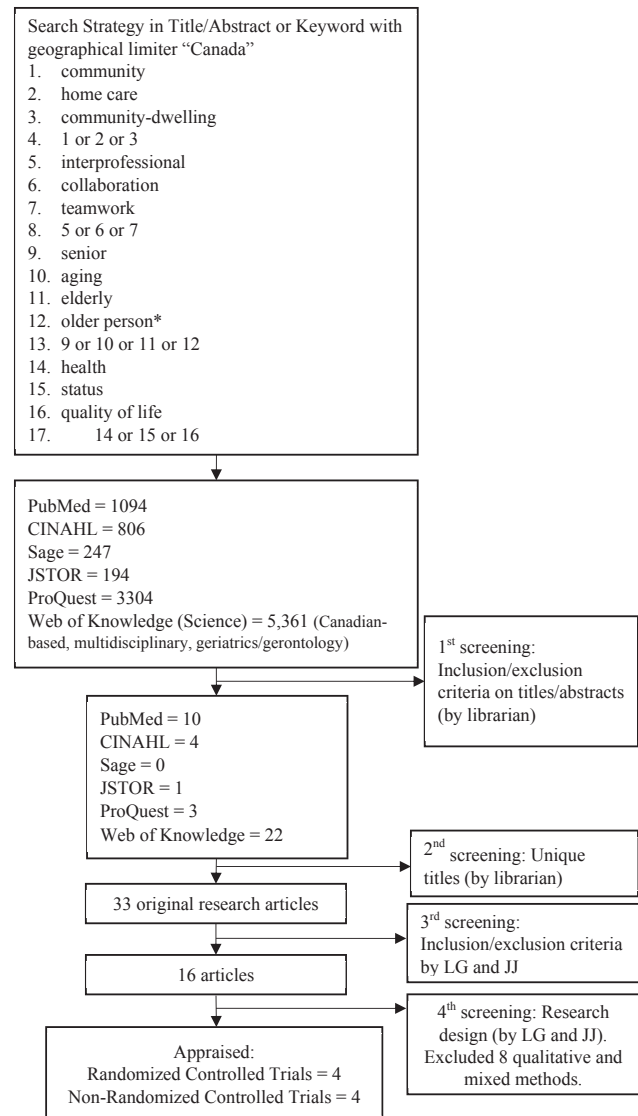 Search Strategy in Title/Abstract or Keyword with
geographical limiter “Canada”
1. community
2. home care
3. community-dwelling
4. 1 or 2 or 3
5. interprofessional
6. collaboration
7. teamwork
8. 5 or 6 or 7
9. senior
10. aging
11. elderly
12. older person*
13. 9 or 10 or 11 or 12
14. health
15. status
16. quality of life
17. 14 or 15 or 16
PubMed = 1094
CINAHL = 806
Sage = 247
JSTOR = 194
ProQuest = 3304
Web of Knowledge (Science) = 5,361 (Canadian-
based, multidisciplinary, geriatrics/gerontology)
1st screening:
Inclusion/exclusion
criteria on titles/abstracts
(by librarian)
PubMed = 10
CINAHL = 4
Sage = 0
JSTOR = 1
ProQuest = 3
Web of Knowledge = 22
2nd screening: Unique
titles (by librarian)
33 original research articles
3rd screening:
Inclusion/exclusion criteria
by LG and JJ
16 articles
4th screening: Research
design (by LG and JJ).
Excluded 8 qualitative and
mixed methods.
Appraised:
Randomized Controlled Trials = 4
Non-Randomized Controlled Trials = 4